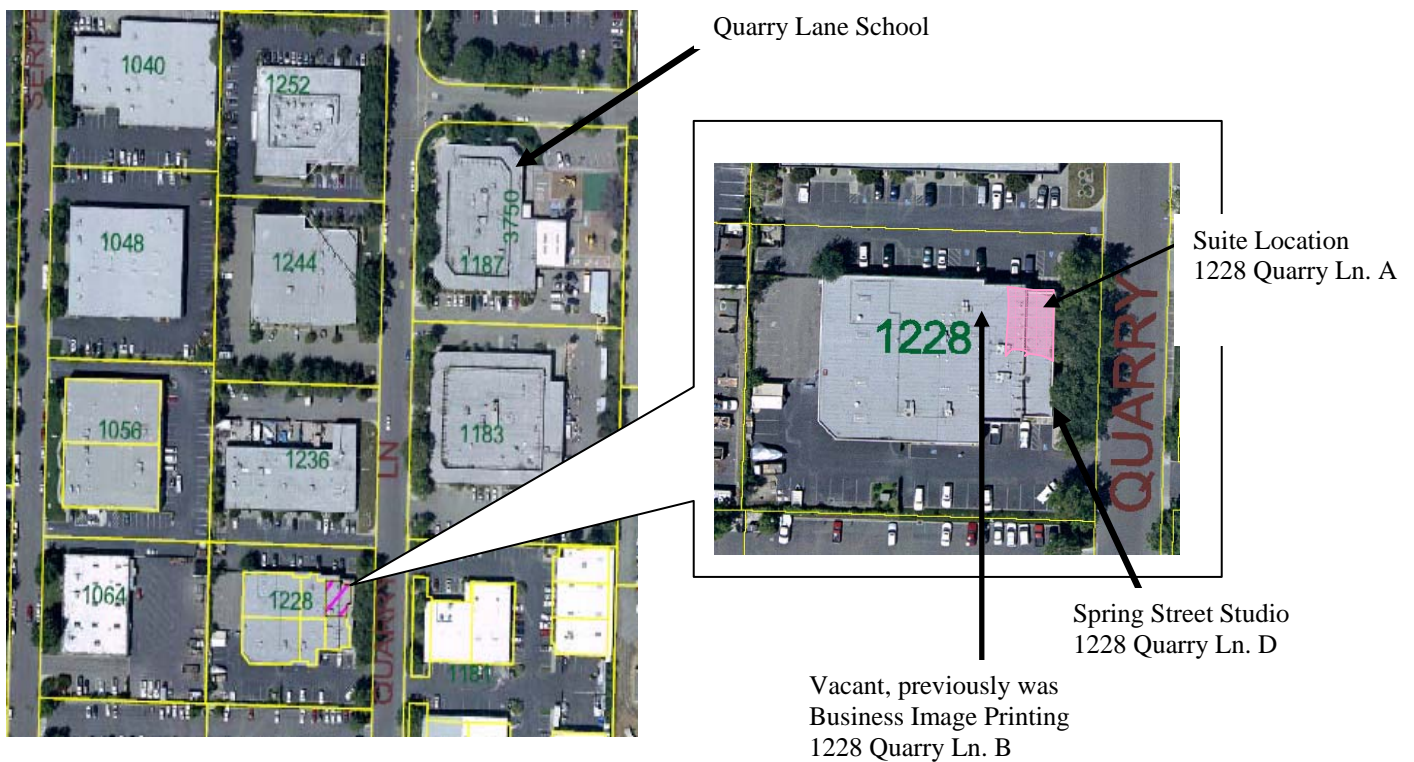 Quarry Lane School
SERPE
1040
1252
3750
1048
1244
1187
1056
1236
LN
1183
1064
1228
QUARRY
1181
1228
QUARRY
Suite Location
1228 Quarry Ln. A
Spring Street Studio
1228 Quarry Ln. D
Vacant, previously was
Business Image Printing
1228 Quarry Ln. B